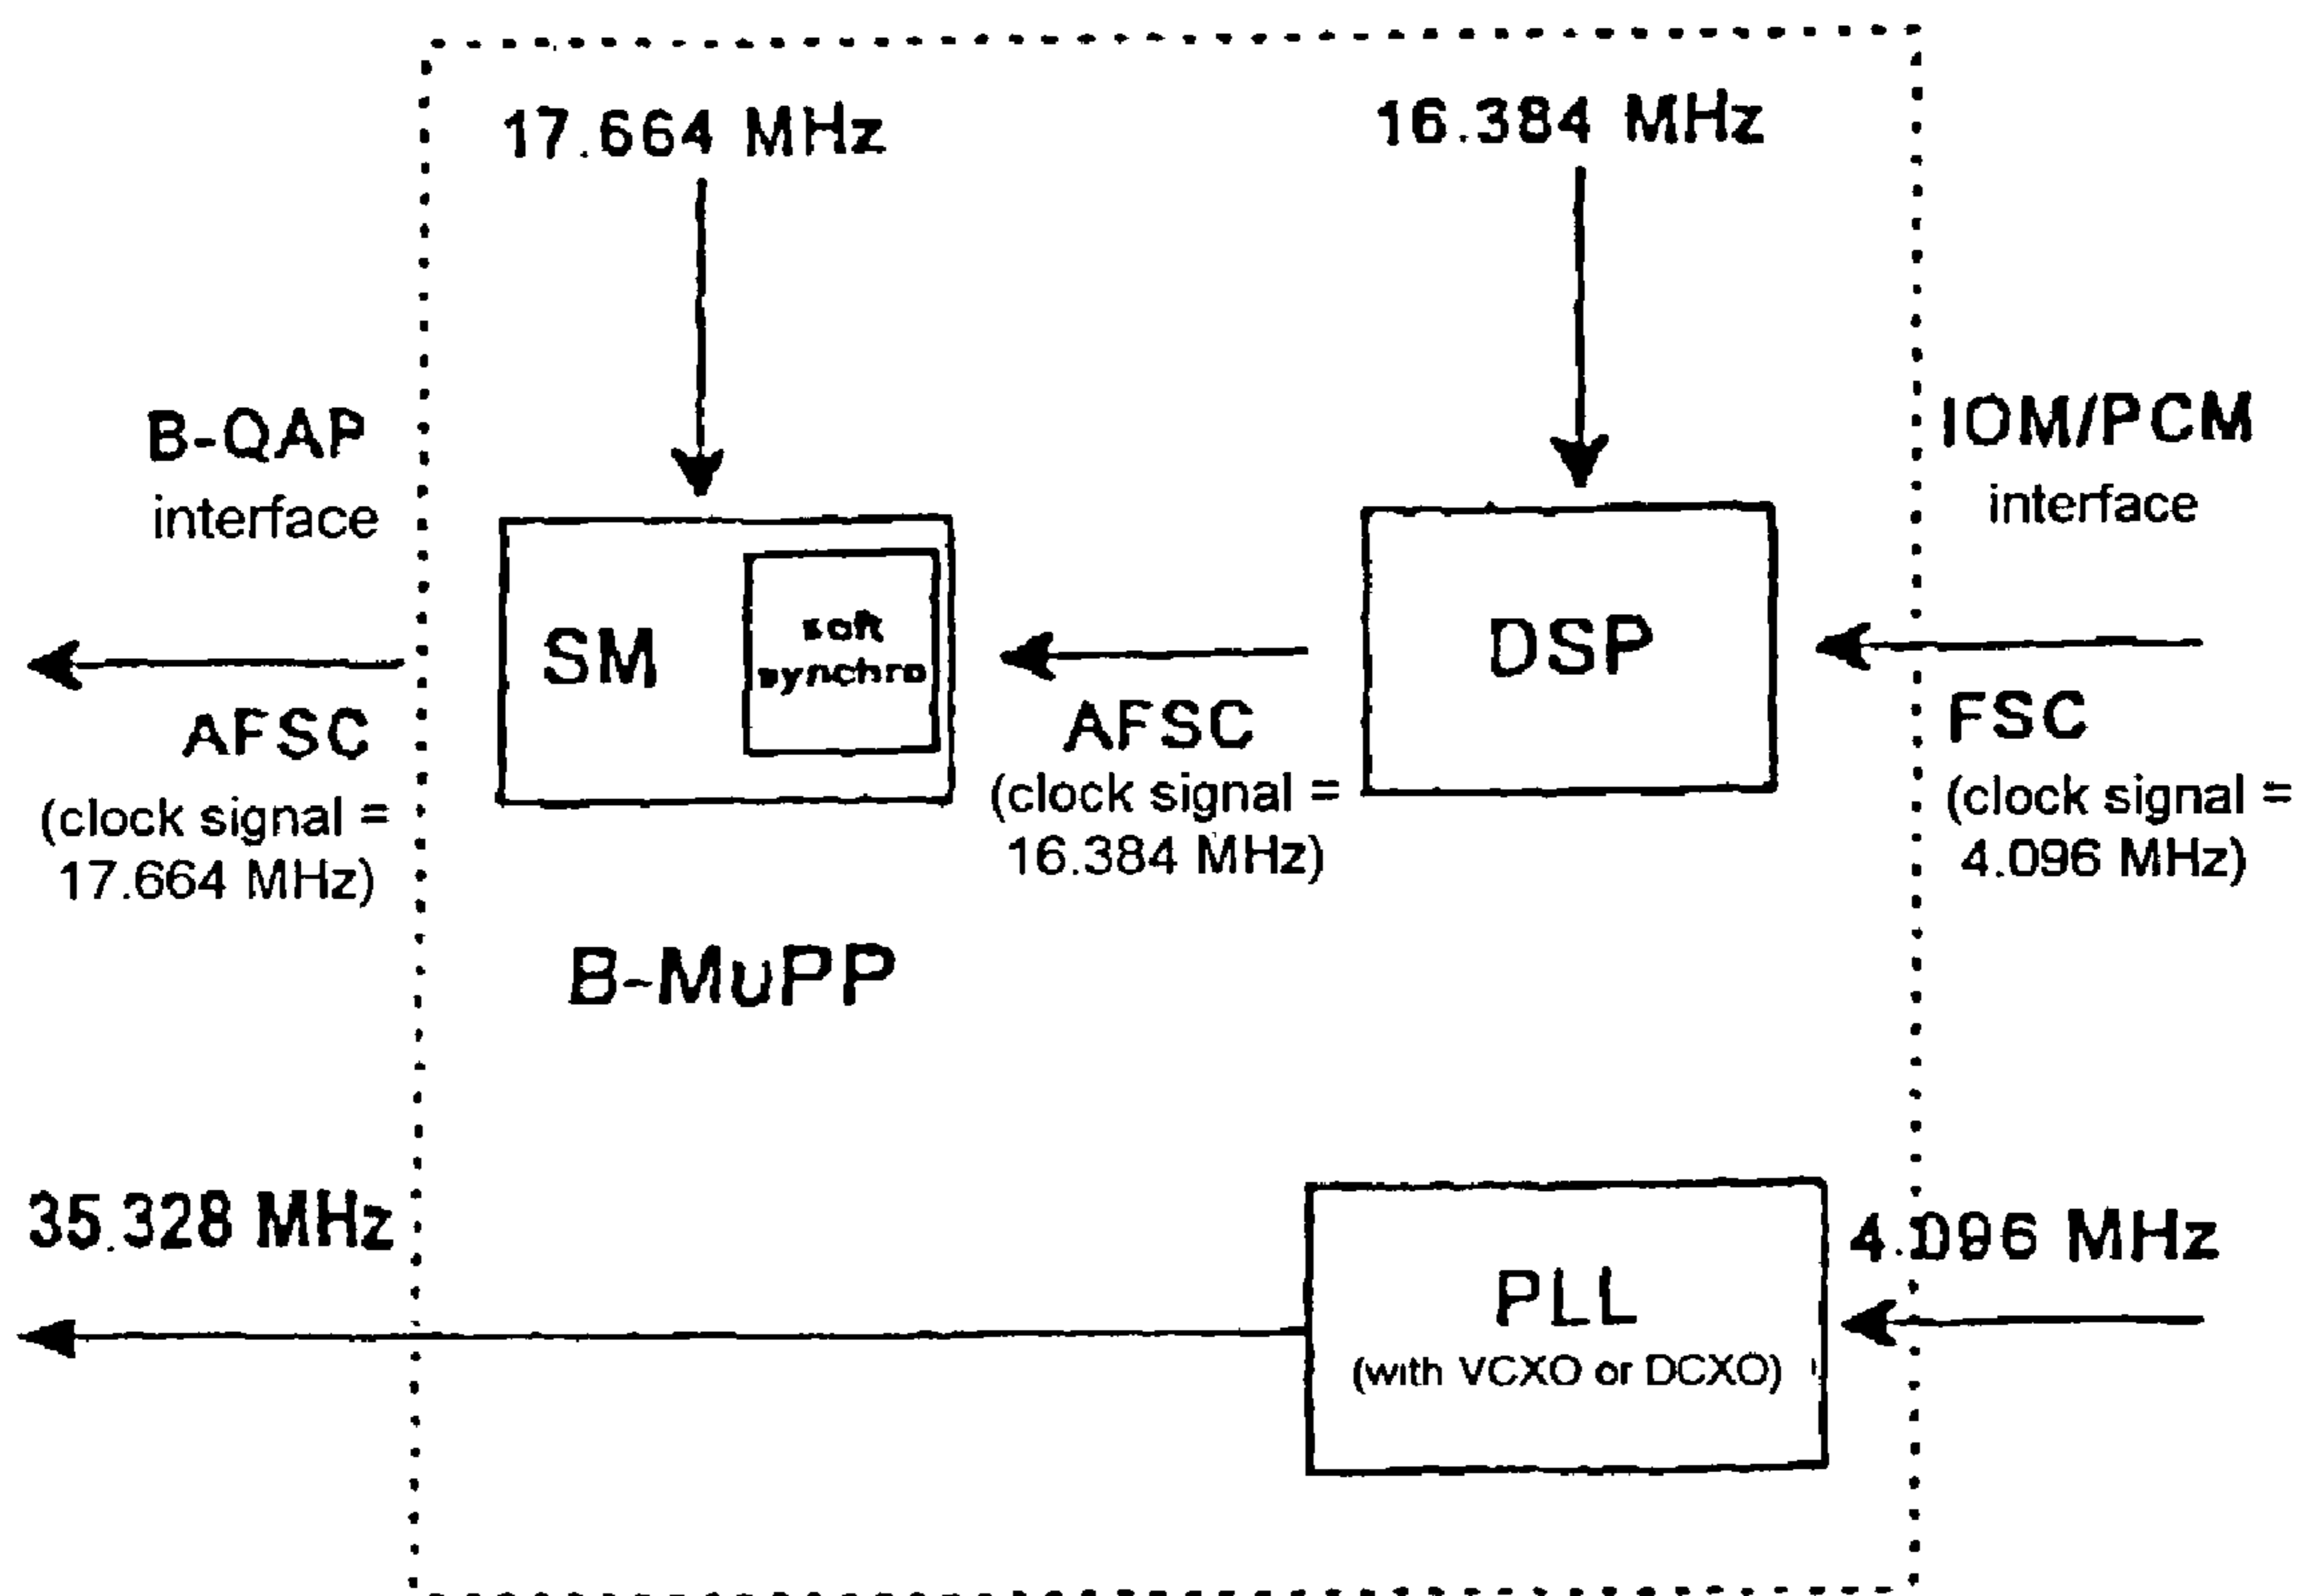 17.664 MHz
16.384 MHz
B-QAP
interface
IOM/PCM
interface
SM
soft
synchro
DSP
AFSC
(clock signal =
17.664 MHz)
AFSC
(clock signal =
16.384 MHz)
FSC
(clock signal =
4.096 MHz)
B-MuPP
35.328 MHz
4.096 MHz
PLL
(with VCXO or DCXO)